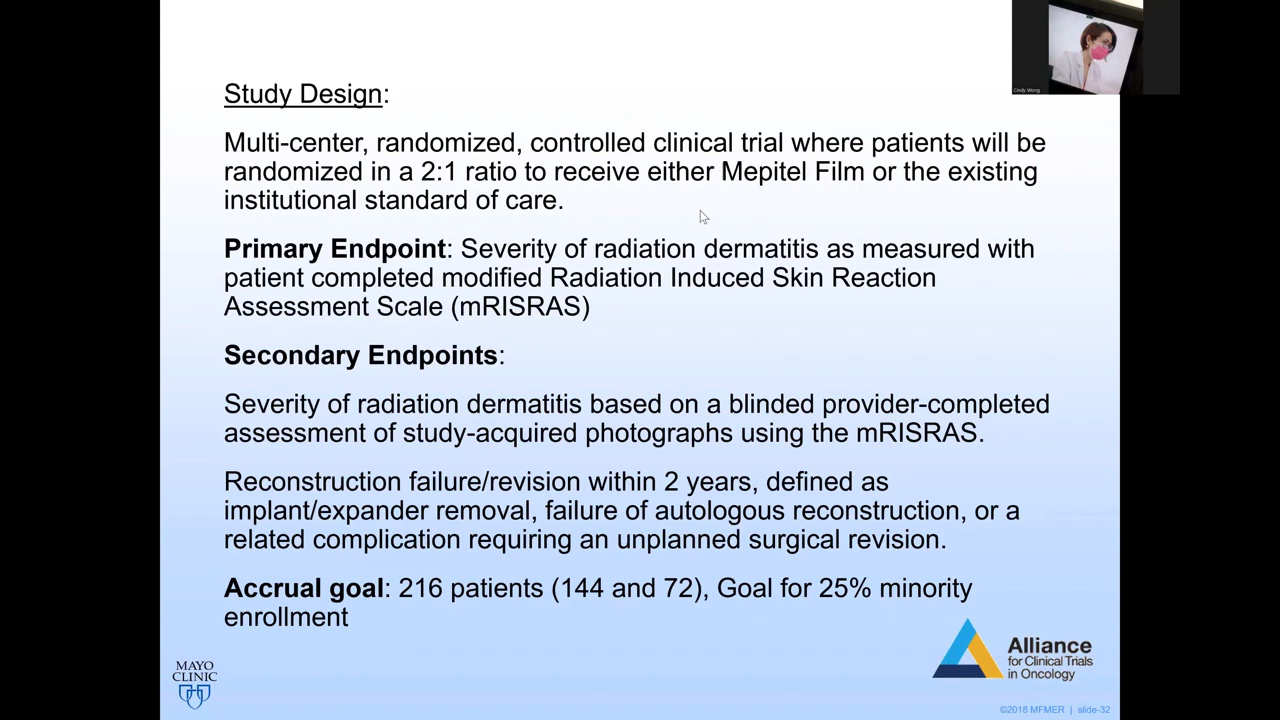 Cindy Wong
Study Design:
Multi-center, randomized, controlled clinical trial where patients will be
randomized in a 2:1 ratio to receive either Mepitel Film or the existing
institutional standard of care.
Primary Endpoint: Severity of radiation dermatitis as measured with
patient completed modified Radiation Induced Skin Reaction
Assessment Scale (mRISRAS)
Secondary Endpoints:
Severity of radiation dermatitis based on a blinded provider-completed
assessment of study-acquired photographs using the mRISRAS.
Reconstruction failure/revision within 2 years, defined as
implant/expander removal, failure of autologous reconstruction, or a
related complication requiring an unplanned surgical revision.
Accrual goal: 216 patients (144 and 72), Goal for 25% minority
enrollment
MAYO
CLINIC
Alliance
for Clinical Trials
in Oncology
©2018 MFMER | slide-32